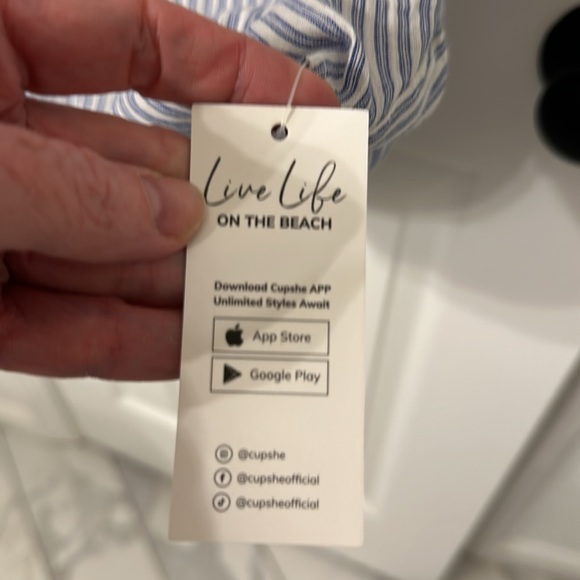 Live Life
ON THE BEACH
Download Cupshe APP
Unlimited Styles Await
App Store
Google Play
@cupshe
@cupsheofficial
@cupsheofficial